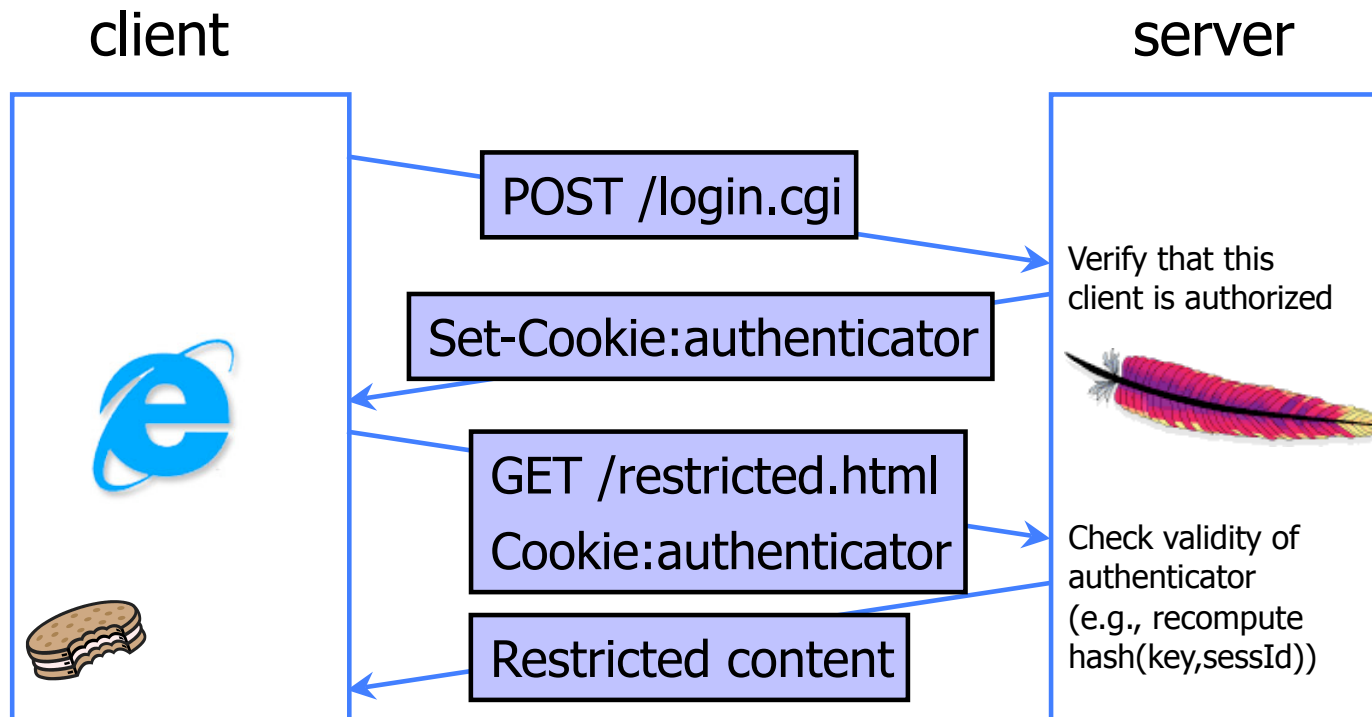 client
server
POST /login.cgi
Verify that this
client is authorized
Set-Cookie:authenticator
GET /restricted.html
Cookie:authenticator
Check validity of
authenticator
(e.g., recompute
hash(key,sessId))
Restricted content